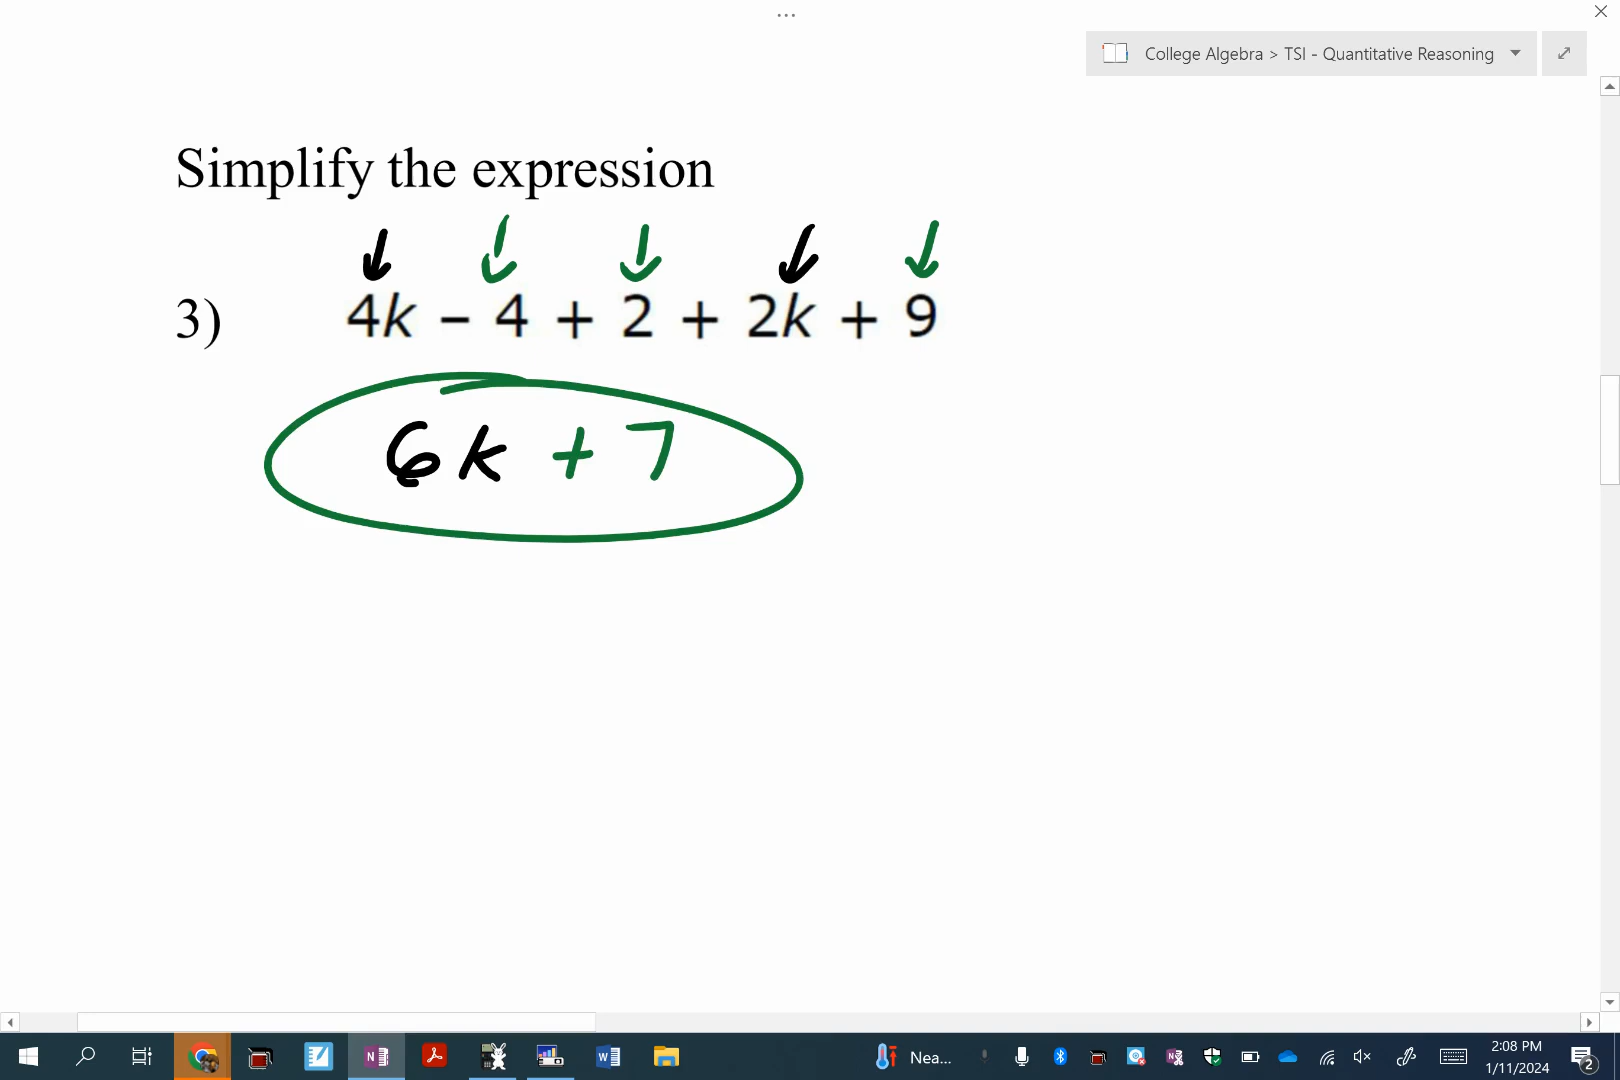 ...
College Algebra > TSI - Quantitative Reasoning
Simplify the expression
3) 4k – 4 + 2 + 2k + 9
6k + 7
Nea...
2:08 PM
1/11/2024
2